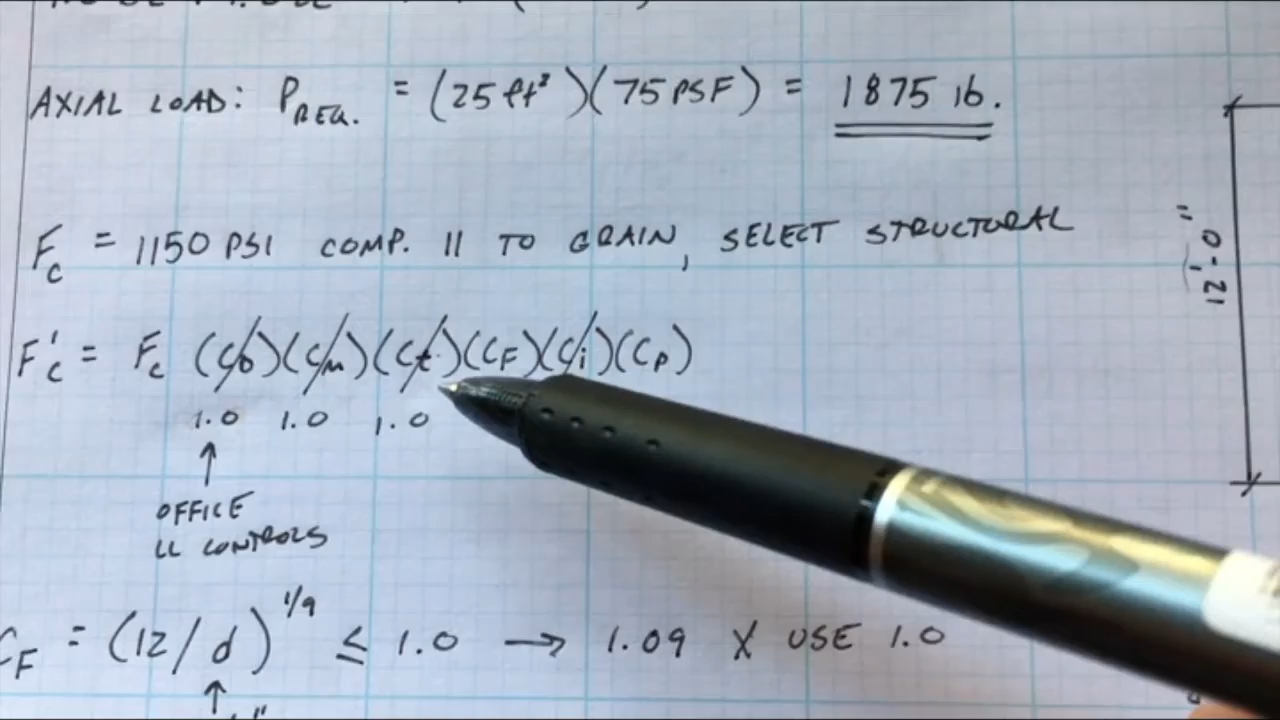 AXIAL LOAD: P REQ. = (25 ft²)(75 PSF) = 1875 lb.
Fc = 1150 PSI COMP. || TO GRAIN, SELECT STRUCTURAL
F'c = Fc (CD)(CM)(Ct)(CF)(Ci)(CP)
1.0 1.0 1.0
OFFICE
LL CONTROLS
CF = (12/d)^1/9 ≤ 1.0 → 1.09 X USE 1.0
12'-0"